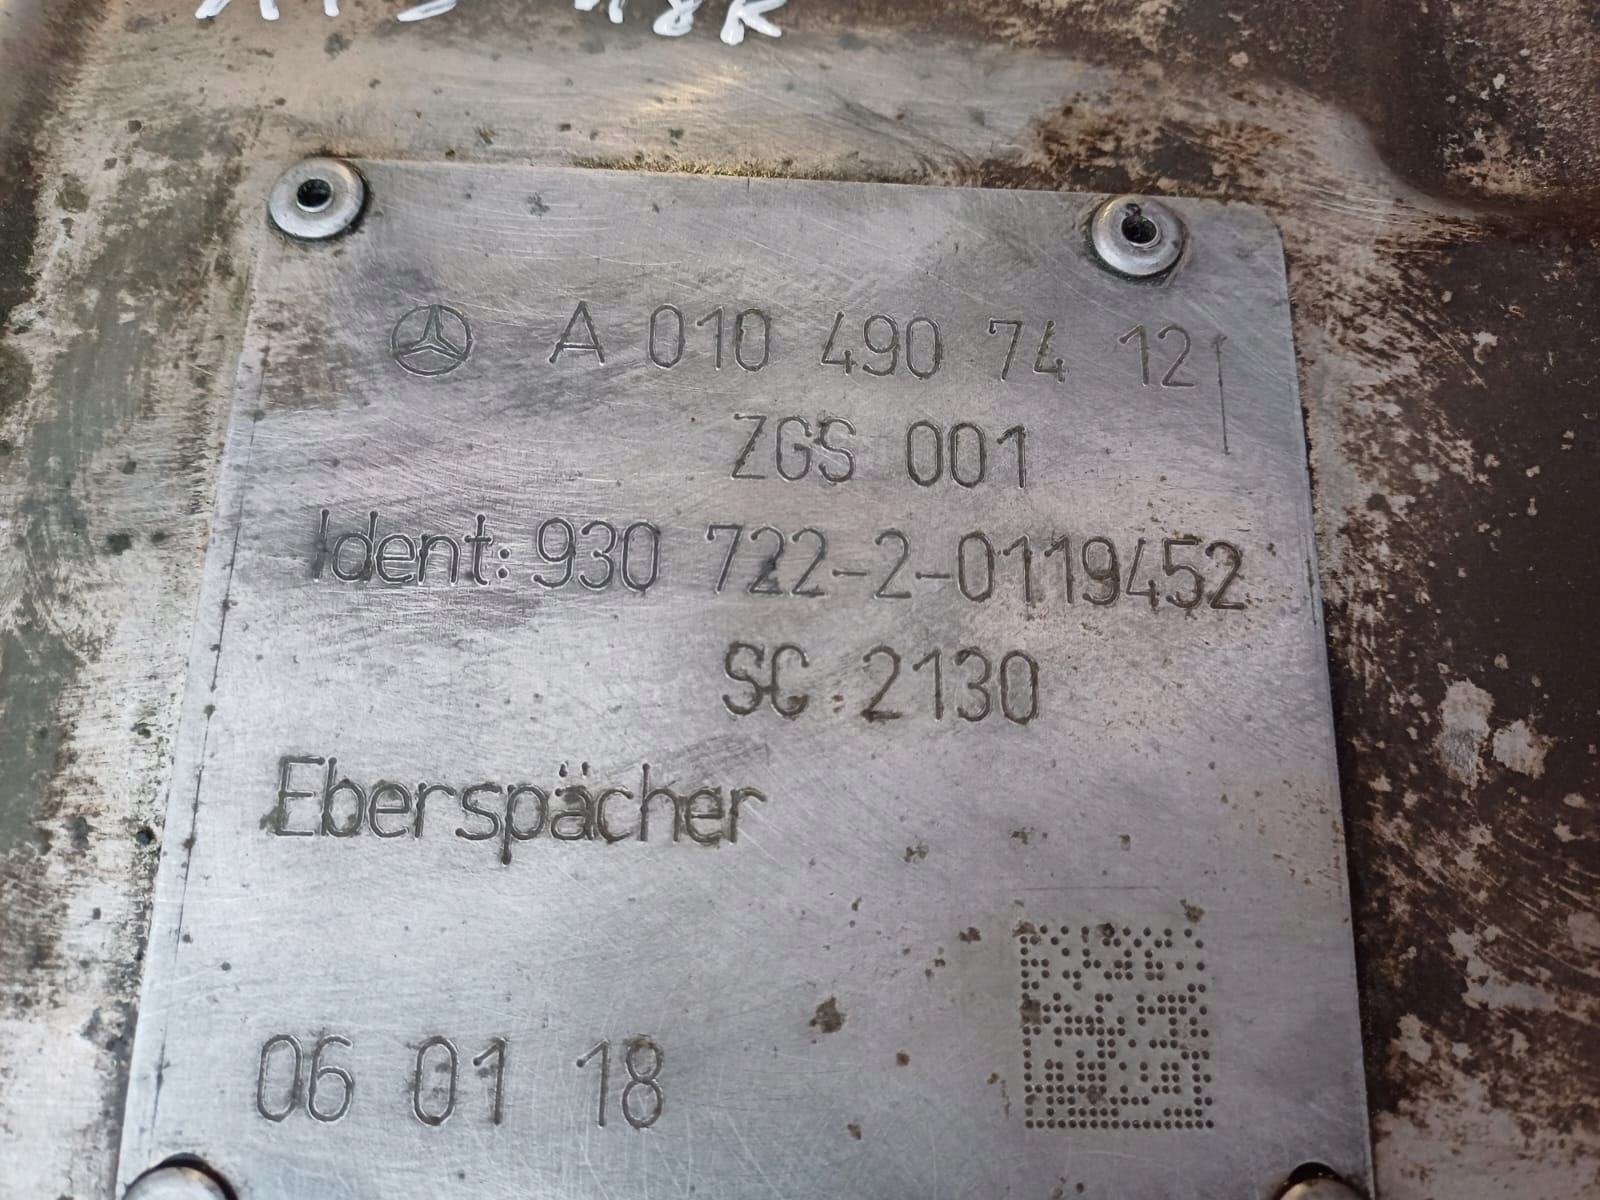 A 010 490 74 12
ZGS 001
Ident: 930 722-2-0119452
SC 2130
Eberspächer
06 01 18